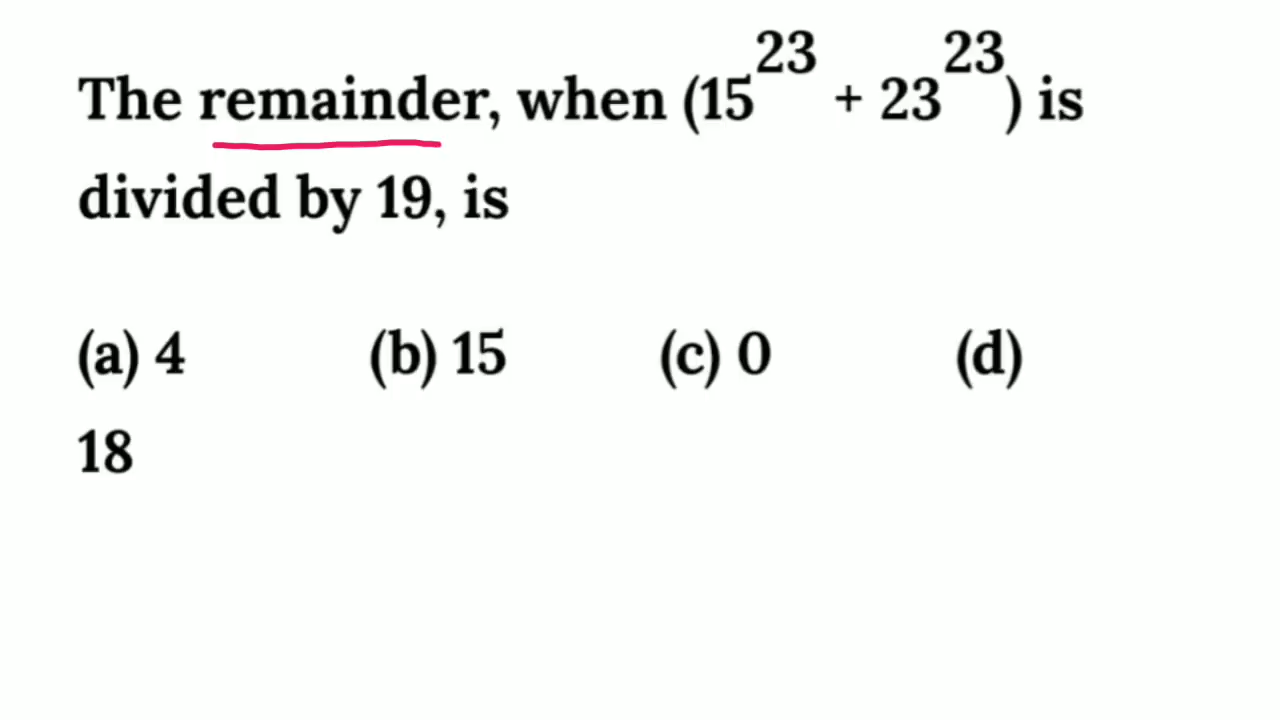 The remainder, when (15^23 + 23^23) is
divided by 19, is
(a) 4 (b) 15 (c) 0 (d)
18